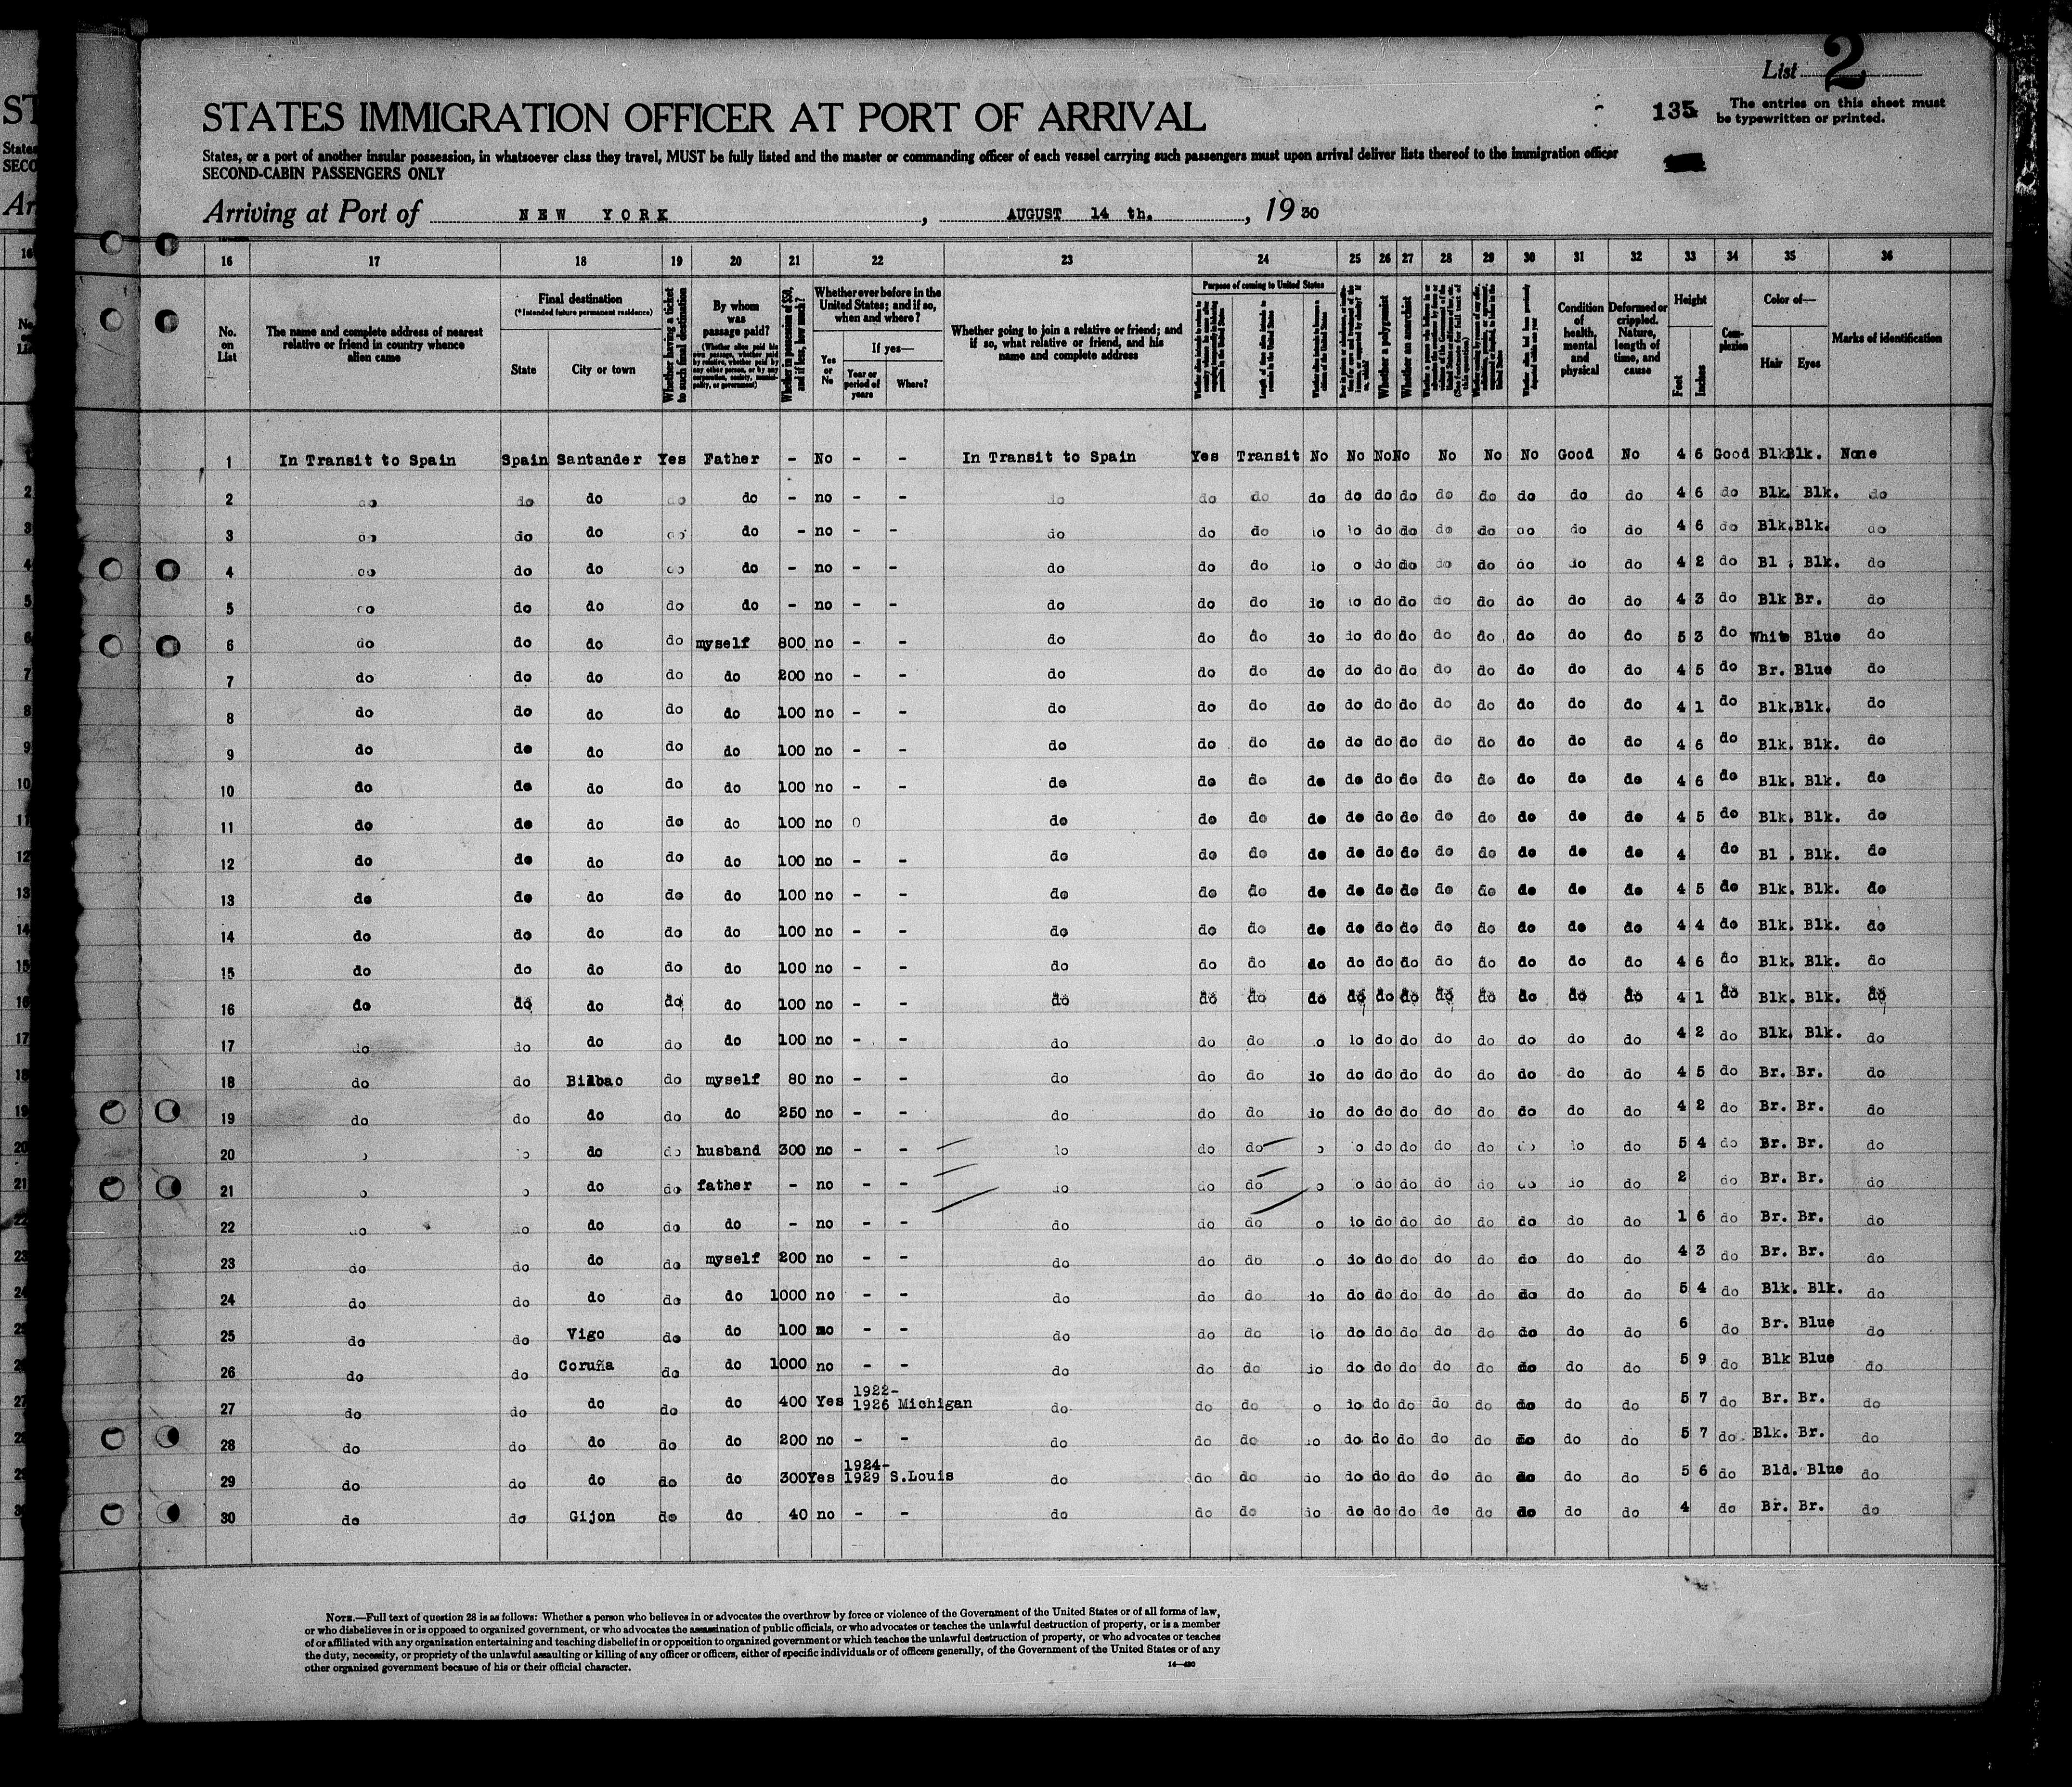 List 2
STATES IMMIGRATION OFFICER AT PORT OF ARRIVAL
135
The entries on this sheet must
be typewritten or printed.
States, or a port of another insular possession, in whatsoever class they travel, MUST be fully listed and the master or commanding officer of each vessel carrying such passengers must upon arrival deliver lists thereof to the immigration officer
SECOND-CABIN PASSENGERS ONLY
Arriving at Port of NEW YORK, AUGUST 14 th., 19 30
16 17 18 19 20 21 22 23 24 25 26 27 28 29 30 31 32 33 34 35 36
No. on List
The name and complete address of nearest relative or friend in country whence alien came
Final destination
(*Intended future permanent residence)
State
City or town
Whether having a ticket to such final destination
By whom was passage paid?
Whether in possession of $50, and if less, how much?
Whether ever before in the United States; and if so, when and where?
Yes or No
If yes—
Year or period of years
Where?
Whether going to join a relative or friend; and if so, what relative or friend, and his name and complete address
Purpose of coming to United States
Whether a polygamist
Whether an anarchist
Condition of health, mental and physical
Deformed or crippled. Nature, length of time, and cause
Height
Feet
Inches
Complexion
Color of—
Hair
Eyes
Marks of identification
1 In Transit to Spain Spain Santander Yes Father - No - - In Transit to Spain Yes Transit No No No No No No No Good No 4 6 Good Blk Blk. None
2 do do do do do - no - - do do do do do do do do do do do do 4 6 do Blk. Blk. do
3 do do do do do - no - - do do do do do do do do do do do do 4 6 do Blk. Blk. do
4 do do do do do - no - - do do do do do do do do do do do do 4 2 do Bl . Blk. do
5 do do do do do - no - - do do do do do do do do do do do do 4 3 do Blk Br. do
6 do do do do myself 800 no - - do do do do do do do do do do do do 5 3 do White Blue do
7 do do do do do 200 no - - do do do do do do do do do do do do 4 5 do Br. Blue do
8 do do do do do 100 no - - do do do do do do do do do do do do 4 1 do Blk. Blk. do
9 do do do do do 100 no - - do do do do do do do do do do do do 4 6 do Blk. Blk. do
10 do do do do do 100 no - - do do do do do do do do do do do do 4 6 do Blk. Blk. do
11 do do do do do 100 no 0 do do do do do do do do do do do do 4 5 do Blk. Blk. do
12 do do do do do 100 no - - do do do do do do do do do do do do 4 do Bl . Blk. do
13 do do do do do 100 no - - do do do do do do do do do do do do 4 5 do Blk. Blk. do
14 do do do do do 100 no - - do do do do do do do do do do do do 4 4 do Blk. Blk. do
15 do do do do do 100 no - - do do do do do do do do do do do do 4 6 do Blk. Blk. do
16 do do do do do 100 no - - do do do do do do do do do do do do 4 1 do Blk. Blk. do
17 do do do do do 100 no - - do do do do do do do do do do do do 4 2 do Blk. Blk. do
18 do do Bilbao do myself 80 no - - do do do do do do do do do do do do 4 5 do Br. Br. do
19 do do do do do 250 no - - do do do do do do do do do do do do 4 2 do Br. Br. do
20 do do do do husband 300 no - - do do do do do do do do do do do do 5 4 do Br. Br. do
21 do do do do father - no - - do do do do do do do do do do do do 2 do Br. Br. do
22 do do do do do - no - - do do do do do do do do do do do do 1 6 do Br. Br. do
23 do do do do myself 200 no - - do do do do do do do do do do do do 4 3 do Br. Br. do
24 do do do do do 1000 no - - do do do do do do do do do do do do 5 4 do Blk. Blk. do
25 do do Vigo do do 100 no - - do do do do do do do do do do do do 6 do Br. Blue do
26 do do Coruña do do 1000 no - - do do do do do do do do do do do do 5 9 do Blk Blue do
27 do do do do do 400 Yes 1922-1926 Michigan do do do do do do do do do do do do 5 7 do Br. Br. do
28 do do do do do 200 no - - do do do do do do do do do do do do 5 7 do Blk. Br. do
29 do do do do do 300 Yes 1924-1929 S.Louis do do do do do do do do do do do do 5 6 do Bld. Blue do
30 do do Gijon do do 40 no - - do do do do do do do do do do do do 4 do Br. Br. do
NOTE.—Full text of question 28 is as follows: Whether a person who believes in or advocates the overthrow by force or violence of the Government of the United States or of all forms of law,
or who disbelieves in or is opposed to organized government, or who advocates the assassination of public officials, or who advocates or teaches the unlawful destruction of property, or is a member
of or affiliated with any organization entertaining and teaching disbelief in or opposition to organized government or which teaches the unlawful destruction of property, or who advocates or teaches
the duty, necessity, or propriety of the unlawful assaulting or killing of any officer or officers, either of specific individuals or of officers generally, of the Government of the United States or of any
other organized government because of his or their official character.